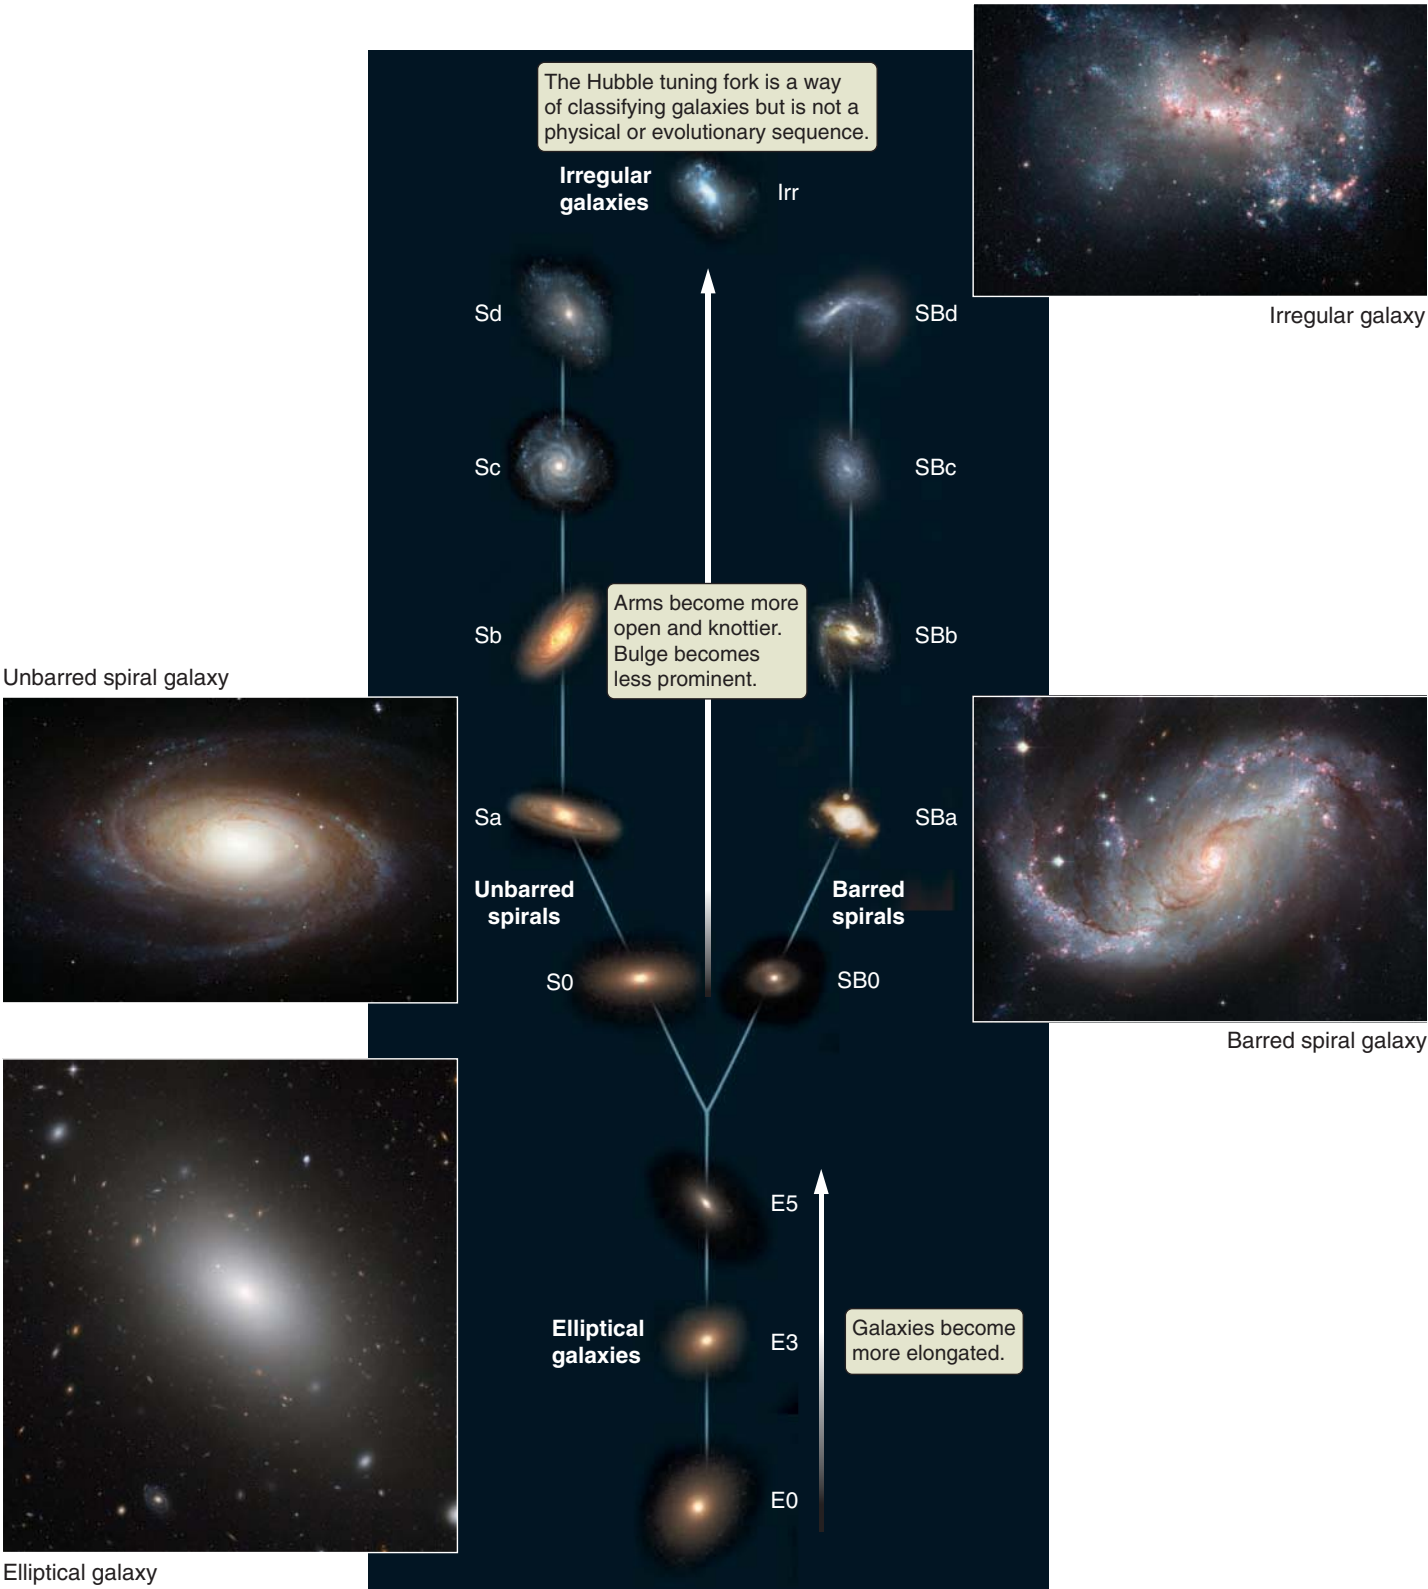 The Hubble tuning fork is a way
of classifying galaxies but is not a
physical or evolutionary sequence.
Irregular
galaxies
Irr
Irregular galaxy
Sd
SBd
Sc
SBc
Sb
Arms become more
open and knottier.
Bulge becomes
less prominent.
SBb
Unbarred spiral galaxy
Sa
SBa
Unbarred
spirals
Barred
spirals
S0
SB0
Barred spiral galaxy
E5
Elliptical
galaxies
E3
Galaxies become
more elongated.
E0
Elliptical galaxy